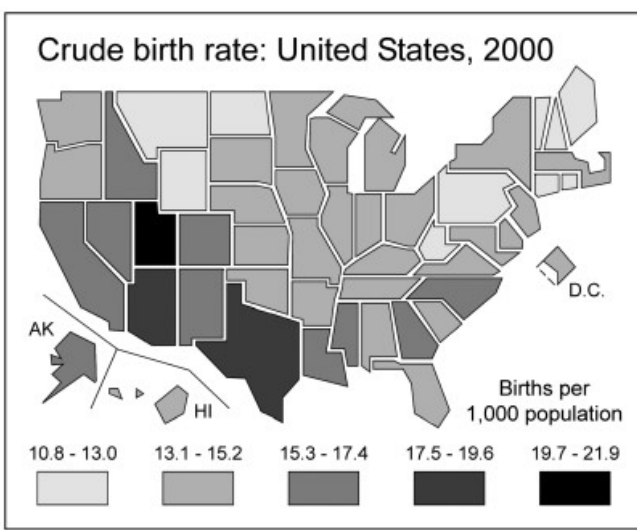 Crude birth rate: United States, 2000
D.C.
AK
HI
Births per
1,000 population
10.8 - 13.0 13.1 - 15.2 15.3 - 17.4 17.5 - 19.6 19.7 - 21.9